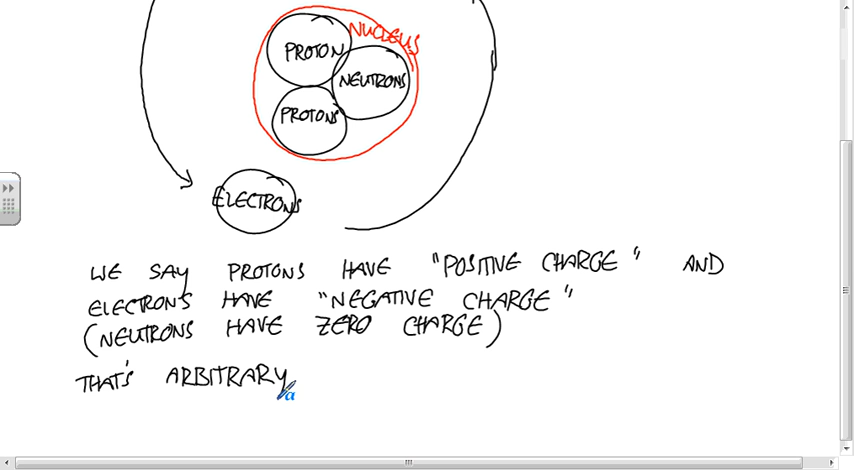 NUCLEUS
PROTON
NEUTRONS
PROTONS
ELECTRONS
WE SAY PROTONS HAVE "POSITIVE CHARGE" AND
ELECTRONS HAVE "NEGATIVE CHARGE"
(NEUTRONS HAVE ZERO CHARGE)
THAT'S ARBITRARY